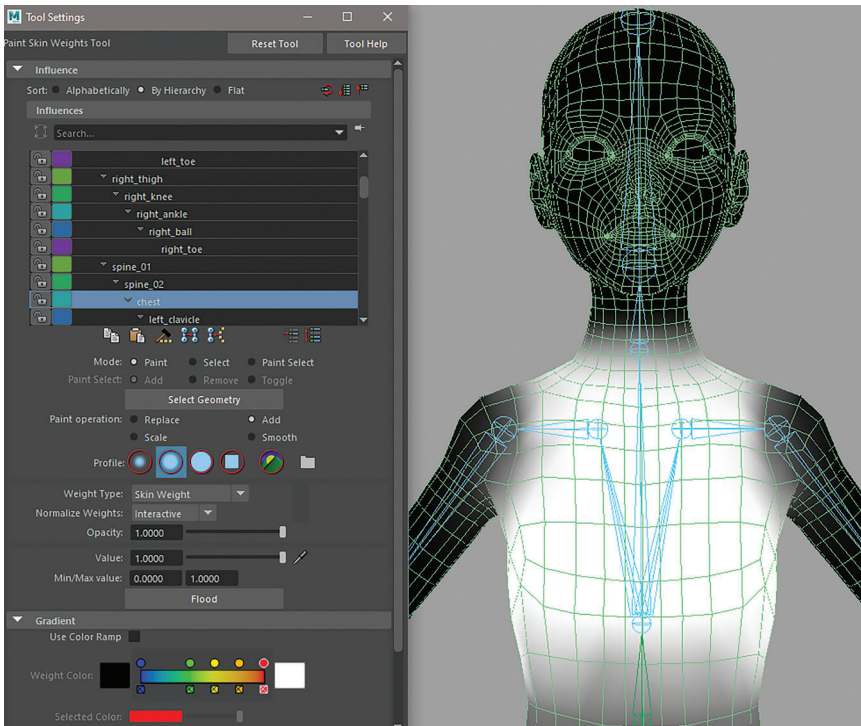 Tool Settings
Paint Skin Weights Tool
Reset Tool
Tool Help
Influence
Sort: Alphabetically By Hierarchy Flat
Influences
Search...
left_toe
right_thigh
right_knee
right_ankle
right_ball
right_toe
spine_01
spine_02
chest
left_clavicle
Mode: Paint Select Paint Select
Paint Select: Add Remove Toggle
Select Geometry
Paint operation: Replace Add
Scale Smooth
Profile:
Weight Type: Skin Weight
Normalize Weights: Interactive
Opacity: 1.0000
Value: 1.0000
Min/Max value: 0.0000 1.0000
Flood
Gradient
Use Color Ramp
Weight Color:
Selected Color: